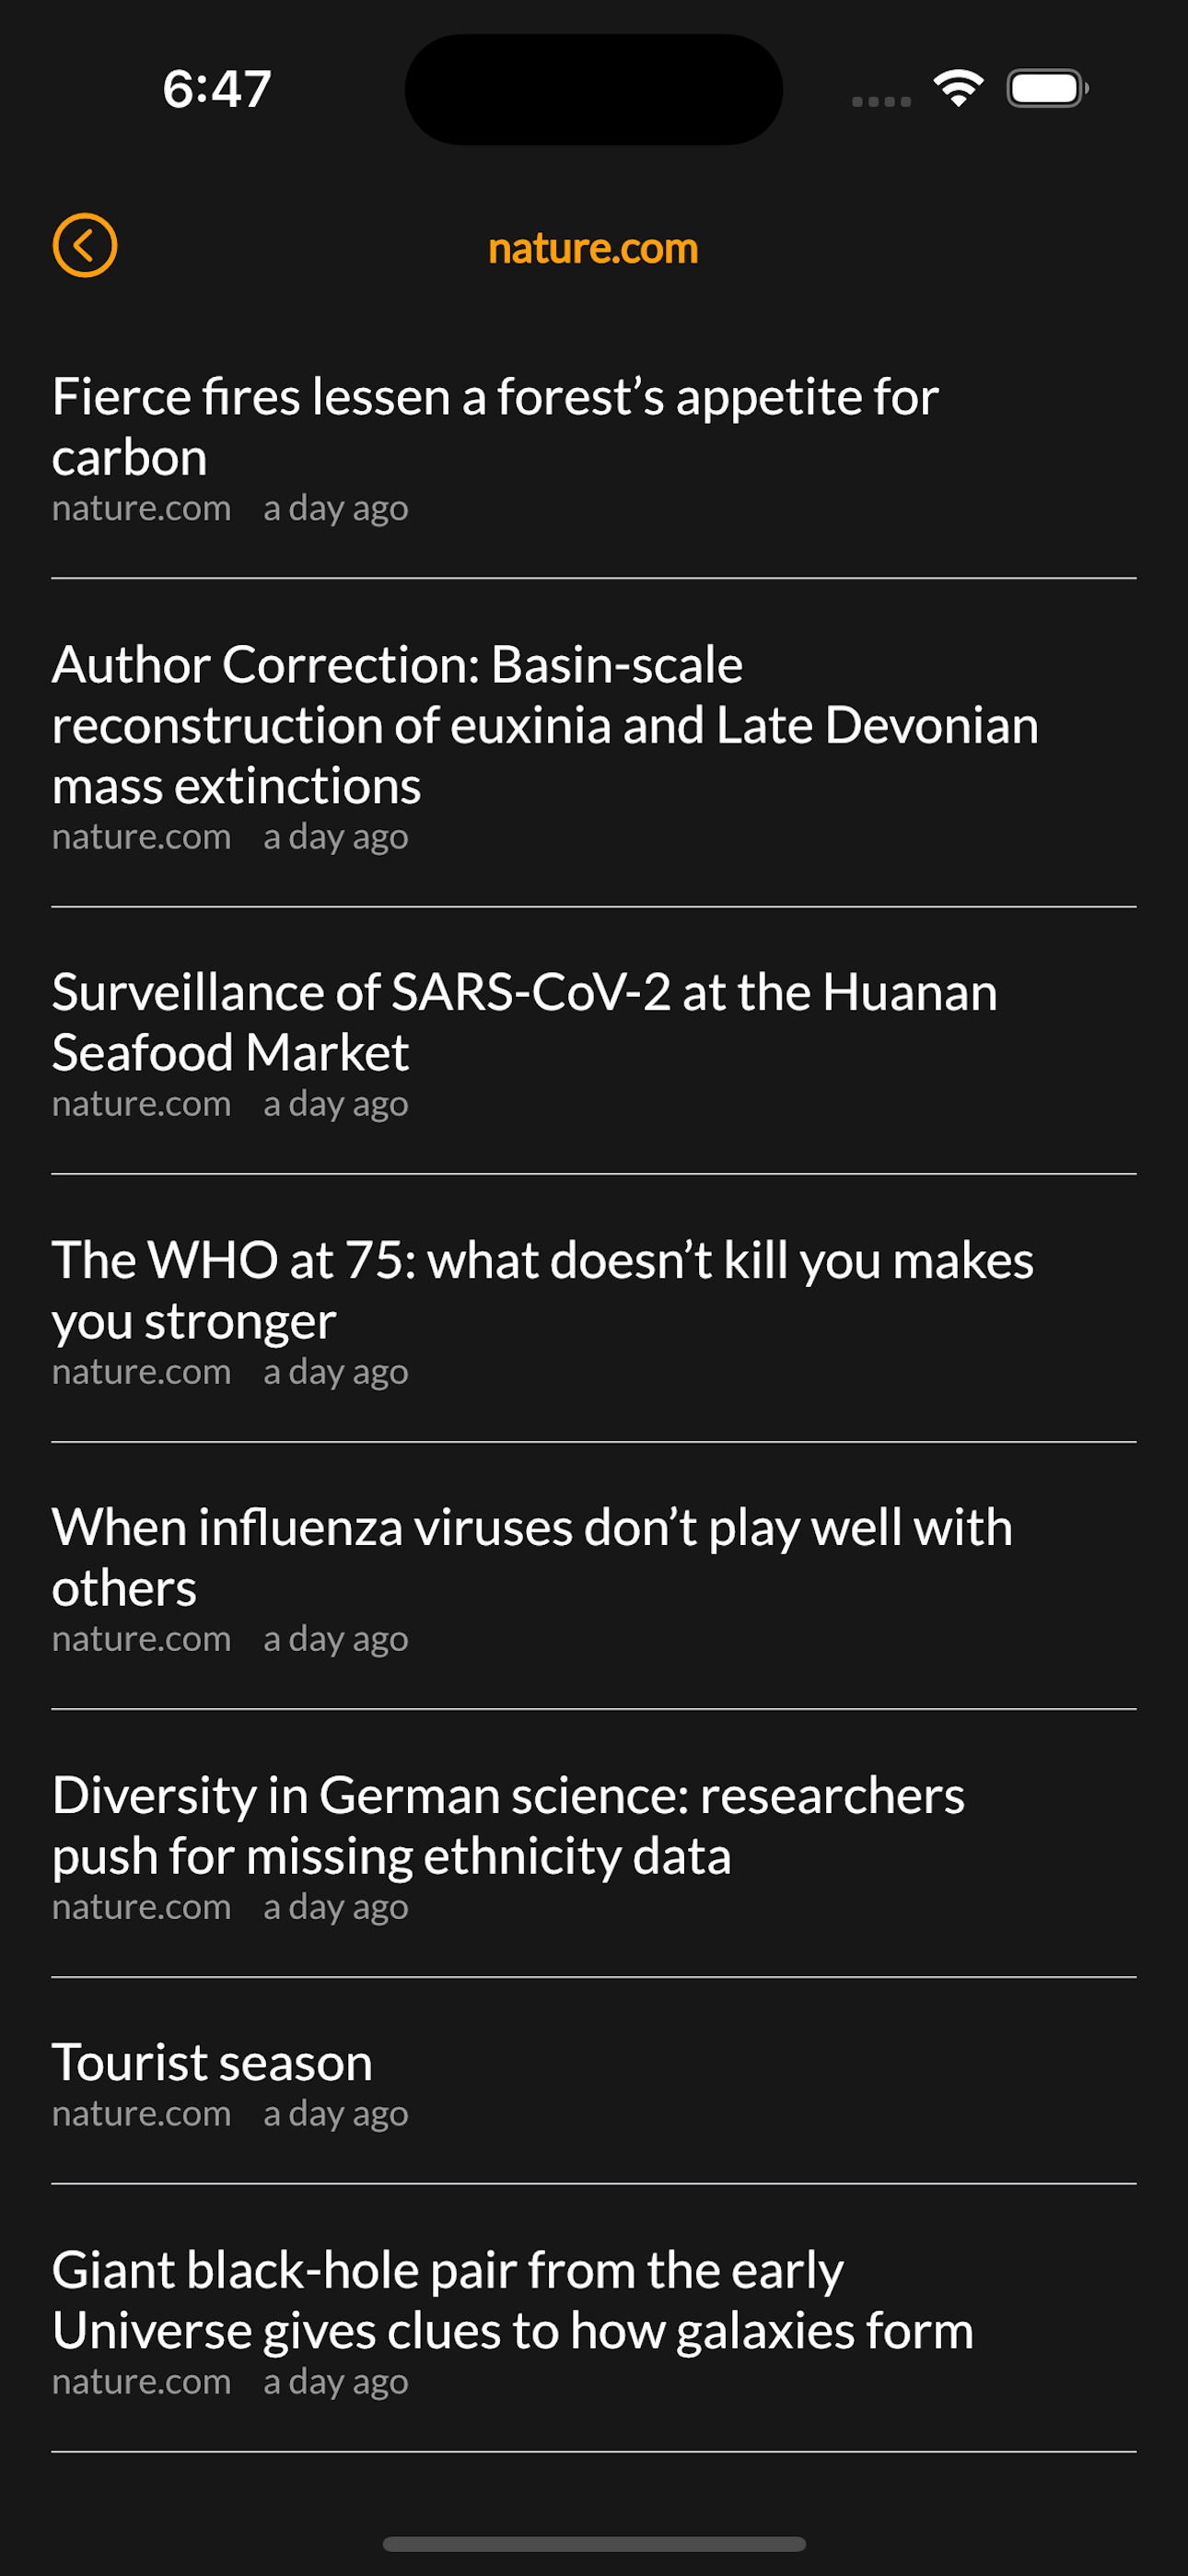 6:47
nature.com
Fierce fires lessen a forest’s appetite for
carbon
nature.com a day ago
Author Correction: Basin-scale
reconstruction of euxinia and Late Devonian
mass extinctions
nature.com a day ago
Surveillance of SARS-CoV-2 at the Huanan
Seafood Market
nature.com a day ago
The WHO at 75: what doesn’t kill you makes
you stronger
nature.com a day ago
When influenza viruses don’t play well with
others
nature.com a day ago
Diversity in German science: researchers
push for missing ethnicity data
nature.com a day ago
Tourist season
nature.com a day ago
Giant black-hole pair from the early
Universe gives clues to how galaxies form
nature.com a day ago